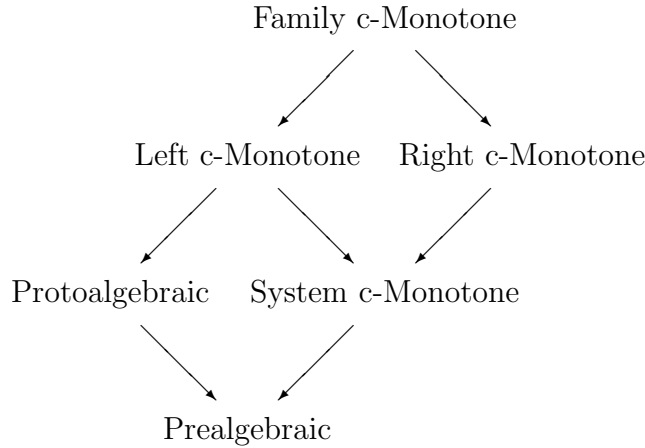 Family c-Monotone
Left c-Monotone Right c-Monotone
Protoalgebraic System c-Monotone
Prealgebraic